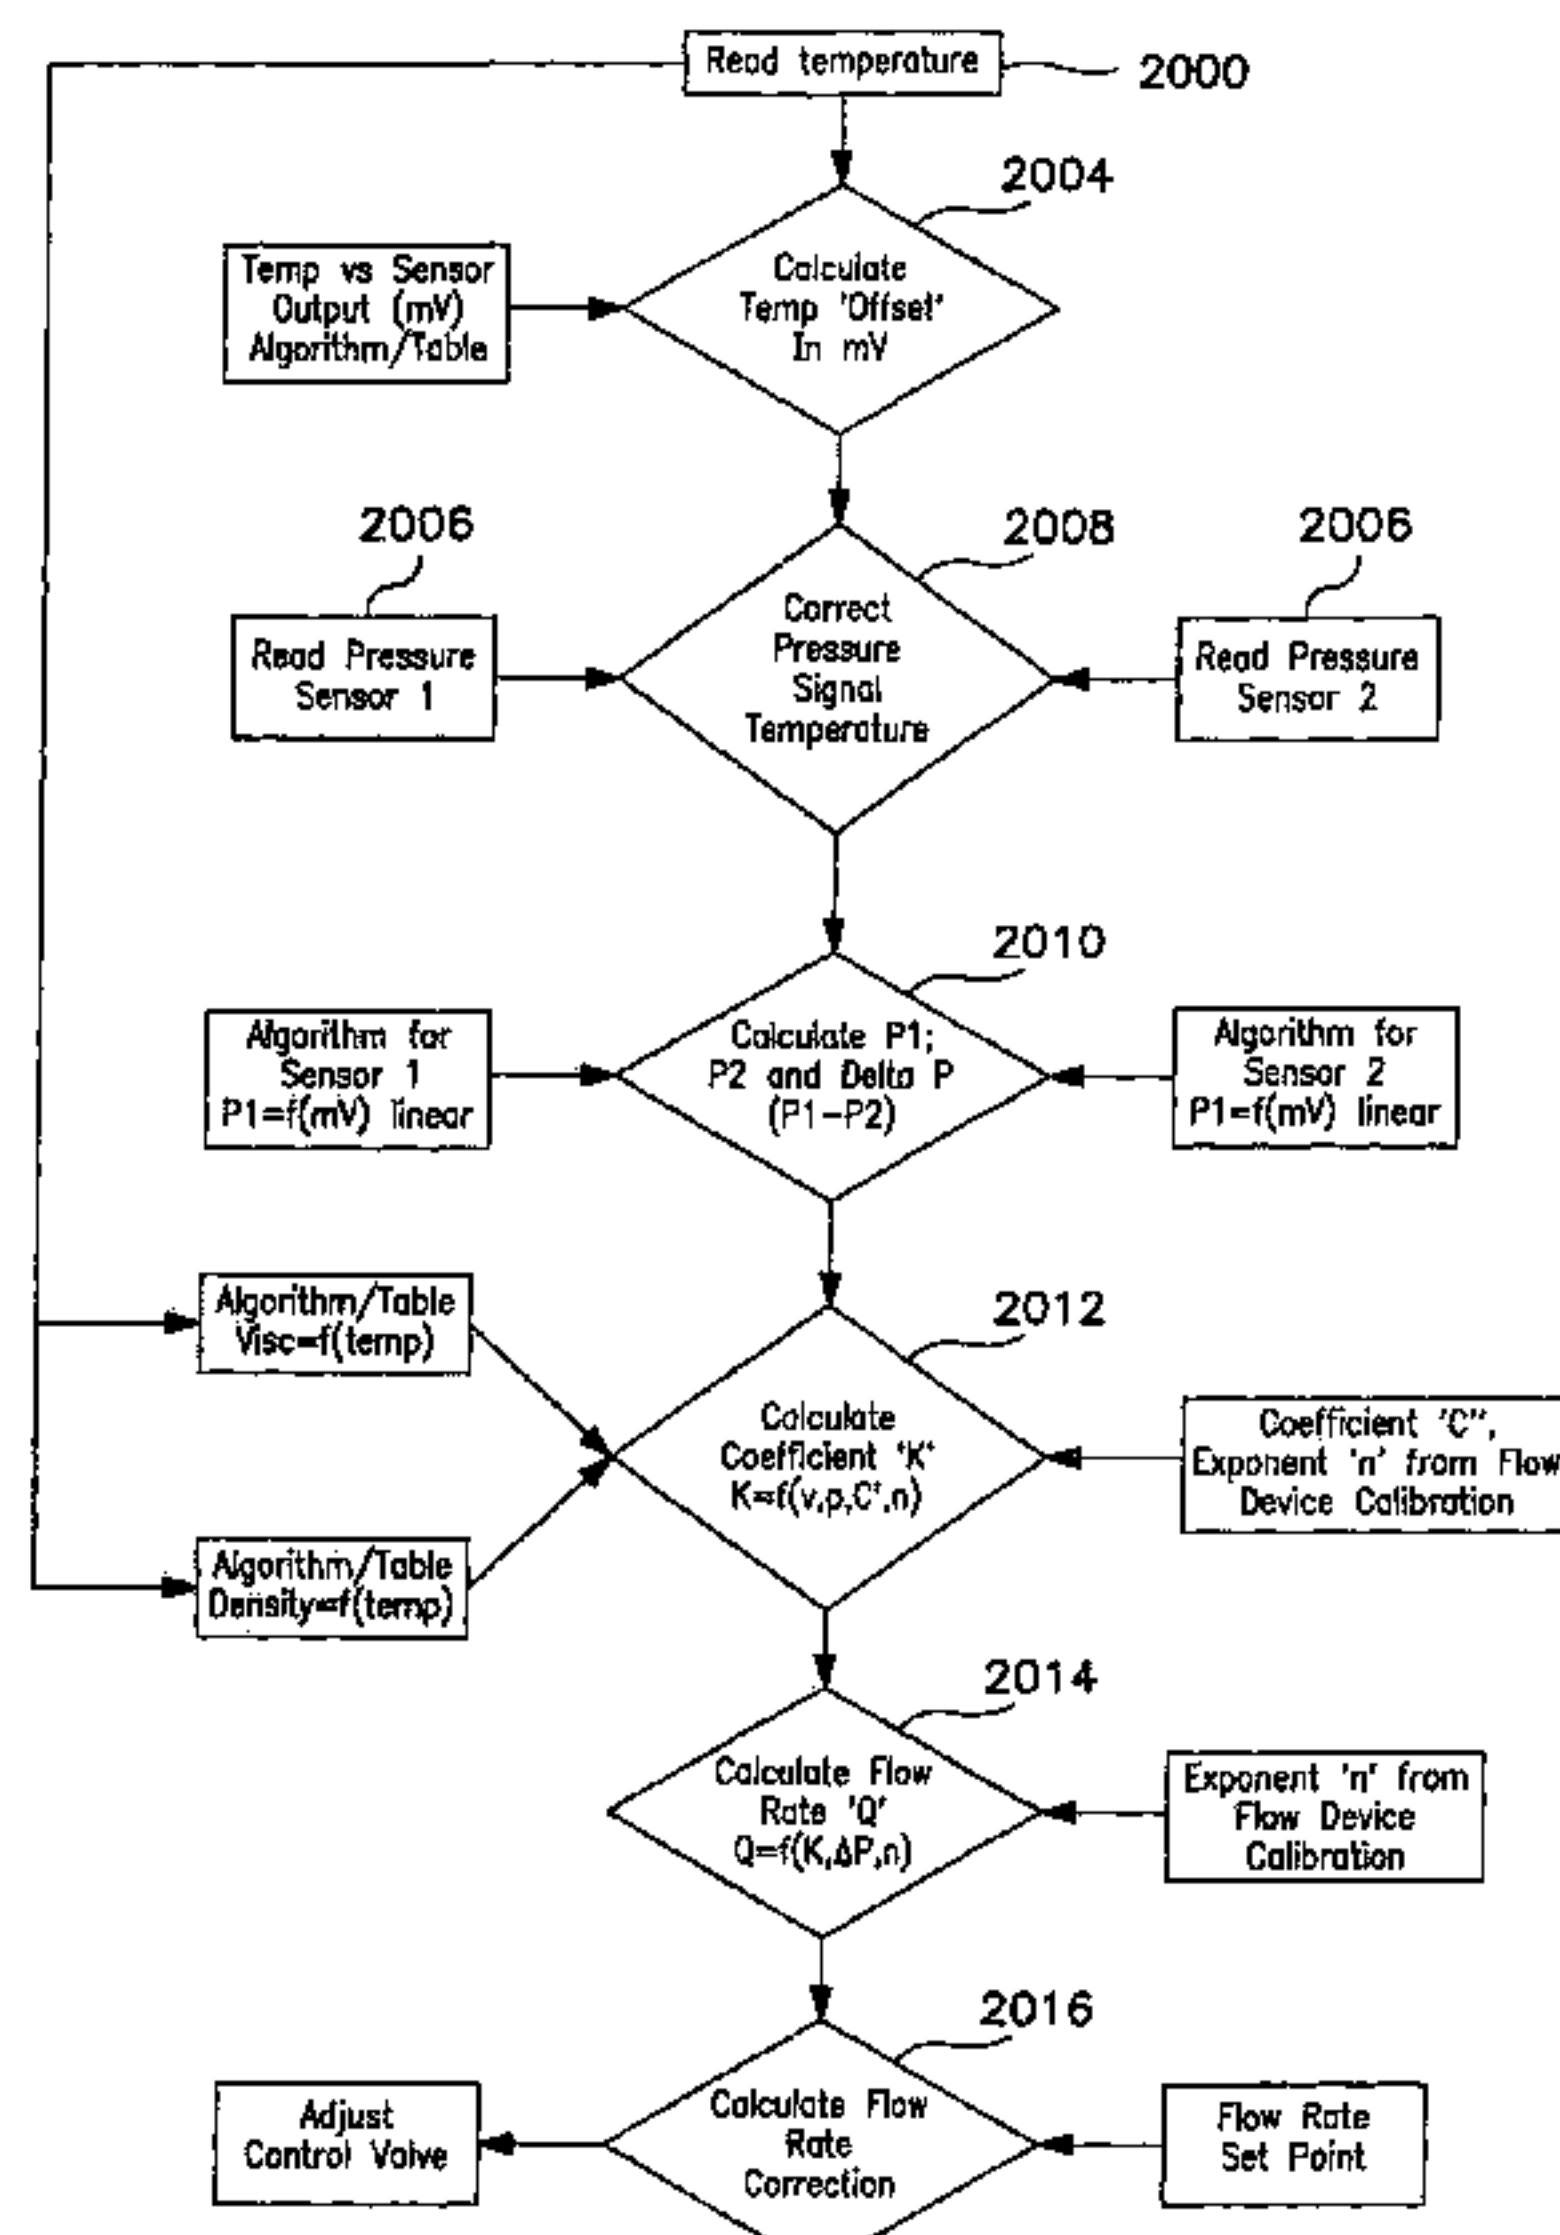 Read temperature
2000
2004
Temp vs Sensor
Output (mV)
Algorithm/Table
Calculate
Temp 'Offset'
In mV
2006
2008
2006
Read Pressure
Sensor 1
Correct
Pressure
Signal
Temperature
Read Pressure
Sensor 2
2010
Algorithm for
Sensor 1
P1=f(mV) linear
Calculate P1;
P2 and Delta P
(P1-P2)
Algorithm for
Sensor 2
P1=f(mV) linear
Algorithm/Table
Visc=f(temp)
2012
Calculate
Coefficient 'K'
K=f(v,p,C',n)
Coefficient 'C'',
Exponent 'n' from Flow
Device Calibration
Algorithm/Table
Density=f(temp)
2014
Calculate Flow
Rate 'Q'
Q=f(K,ΔP,n)
Exponent 'n' from
Flow Device
Calibration
2016
Adjust
Control Valve
Calculate Flow
Rate
Correction
Flow Rate
Set Point